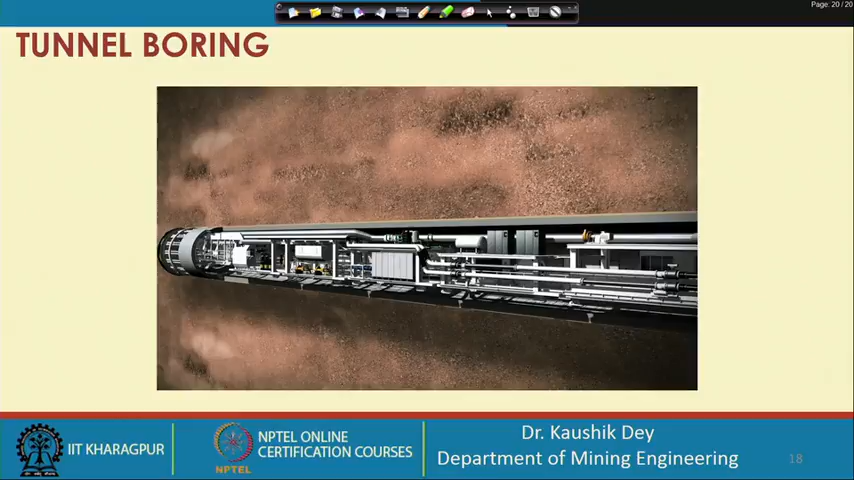 Page: 20 / 20
TUNNEL BORING
IIT KHARAGPUR
NPTEL
NPTEL ONLINE
CERTIFICATION COURSES
Dr. Kaushik Dey
Department of Mining Engineering
18